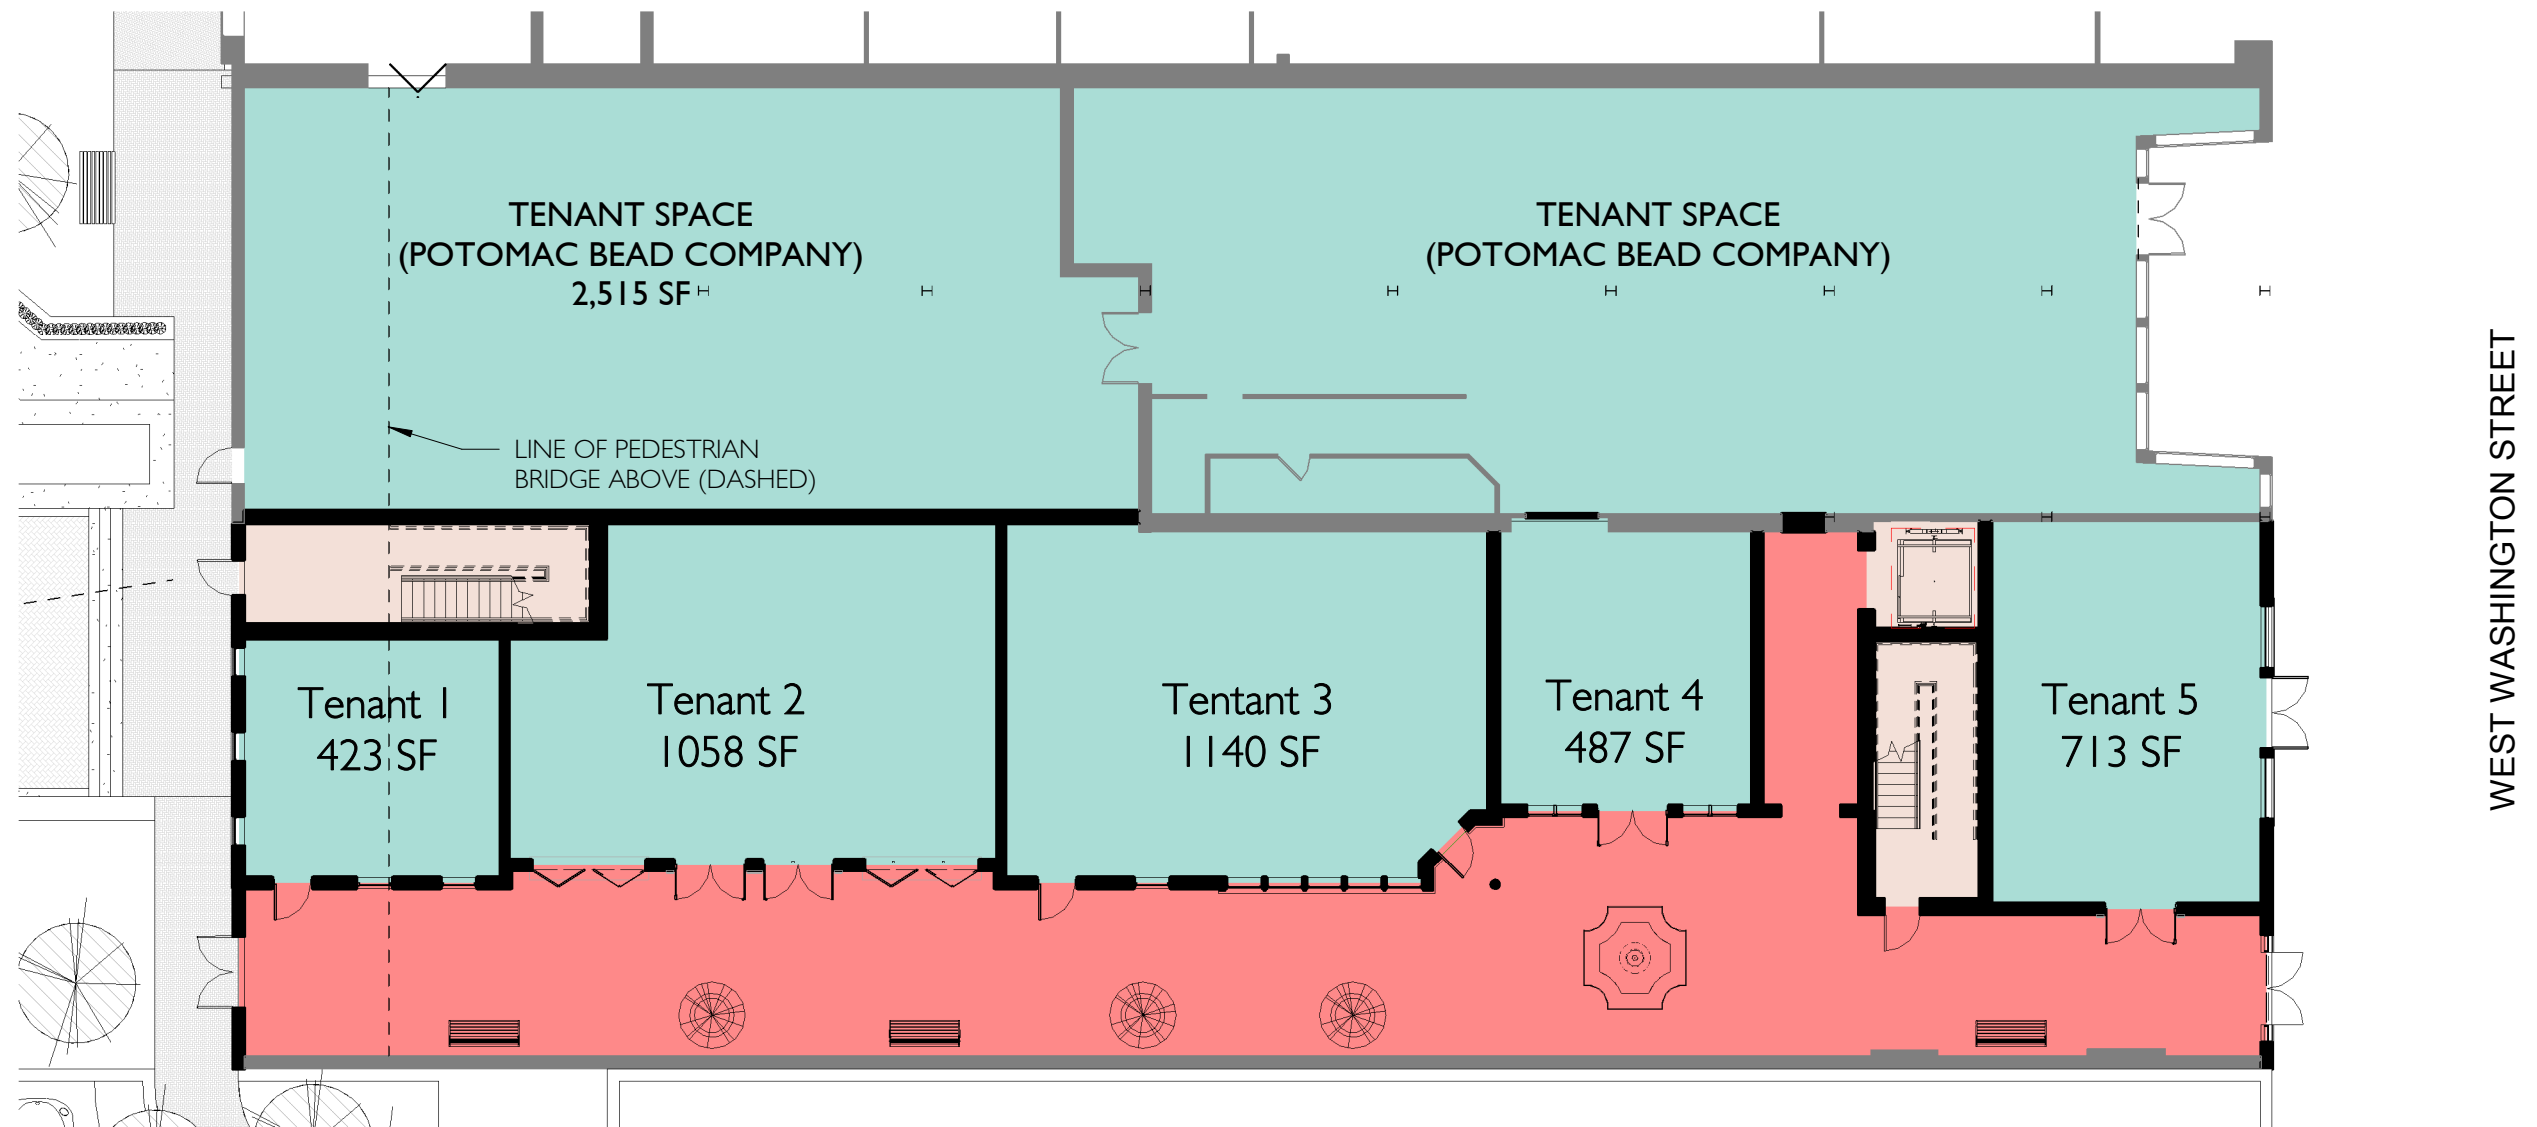 TENANT SPACE
(POTOMAC BEAD COMPANY)
2,515 SF
TENANT SPACE
(POTOMAC BEAD COMPANY)
LINE OF PEDESTRIAN
BRIDGE ABOVE (DASHED)
Tenant 1
423 SF
Tenant 2
1058 SF
Tentant 3
1140 SF
Tenant 4
487 SF
Tenant 5
713 SF
WEST WASHINGTON STREET